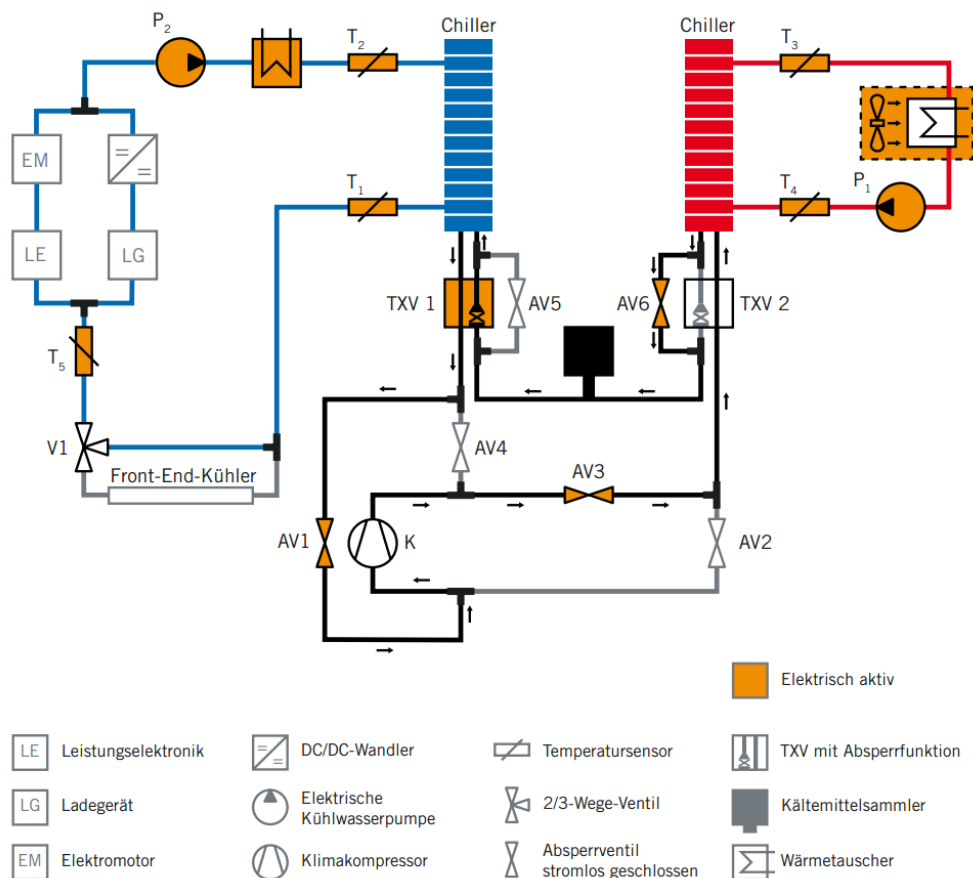 Chiller
Chiller
P2
T2
T3
EM
T1
T4
P1
LE
LG
TXV 1
AV5
AV6
TXV 2
T5
V1
AV4
Front-End-Kühler
AV3
AV1
K
AV2
Elektrisch aktiv
LE
Leistungselektronik
DC/DC-Wandler
Temperatursensor
TXV mit Absperrfunktion
LG
Ladegerät
Elektrische
Kühlwasserpumpe
2/3-Wege-Ventil
Kältemittelsammler
EM
Elektromotor
Klimakompressor
Absperrventil
stromlos geschlossen
Wärmetauscher